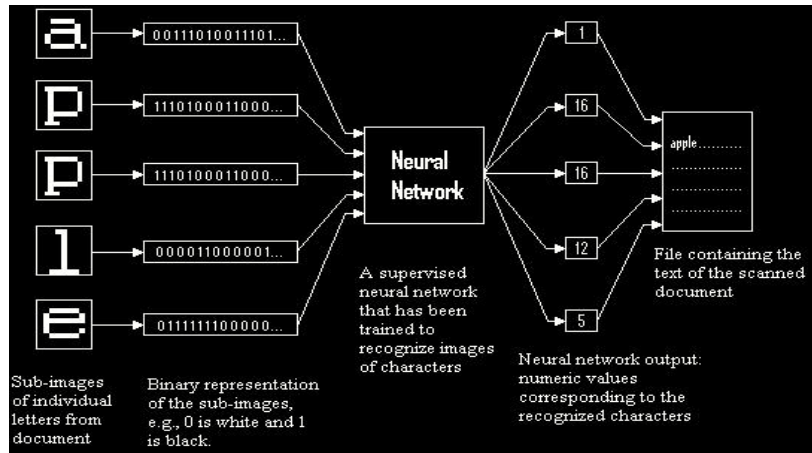 a
00111010011101...
p
1110100011000...
p
1110100011000...
l
0000011000001...
e
0111111100000...
Neural
Network
1
16
16
12
5
apple..........
...................
...................
...................
Sub-images
of individual
letters from
document
Binary representation
of the sub-images,
e.g., 0 is white and 1
is black.
A supervised
neural network
that has been
trained to
recognize images
of characters
Neural network output:
numeric values
corresponding to the
recognized characters
File containing the
text of the scanned
document